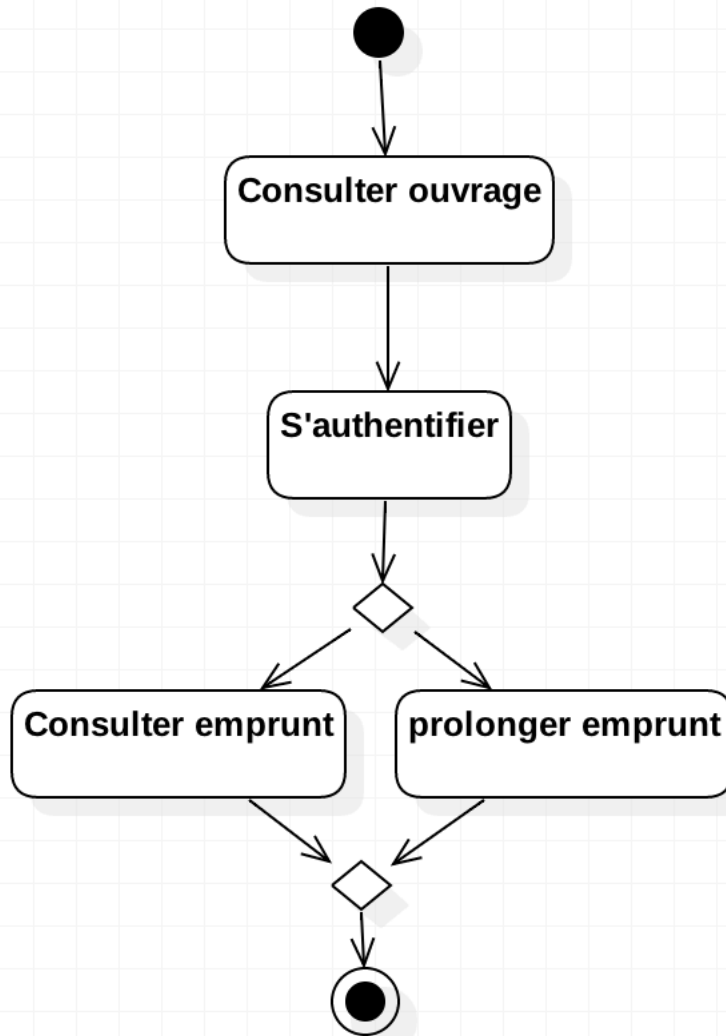 Consulter ouvrage
S'authentifier
Consulter emprunt
prolonger emprunt